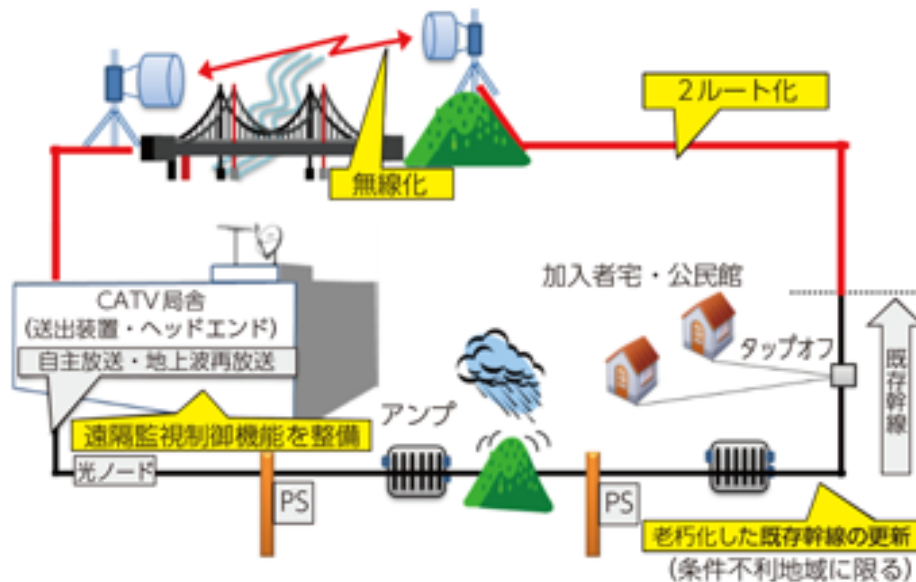 ２ルート化
無線化
CATV局舎
(送出装置・ヘッドエンド)
自主放送・地上波再放送
加入者宅・公民館
タップオフ
既存幹線
遠隔監視制御機能を整備
アンプ
光ノード
PS
PS
老朽化した既存幹線の更新
(条件不利地域に限る)